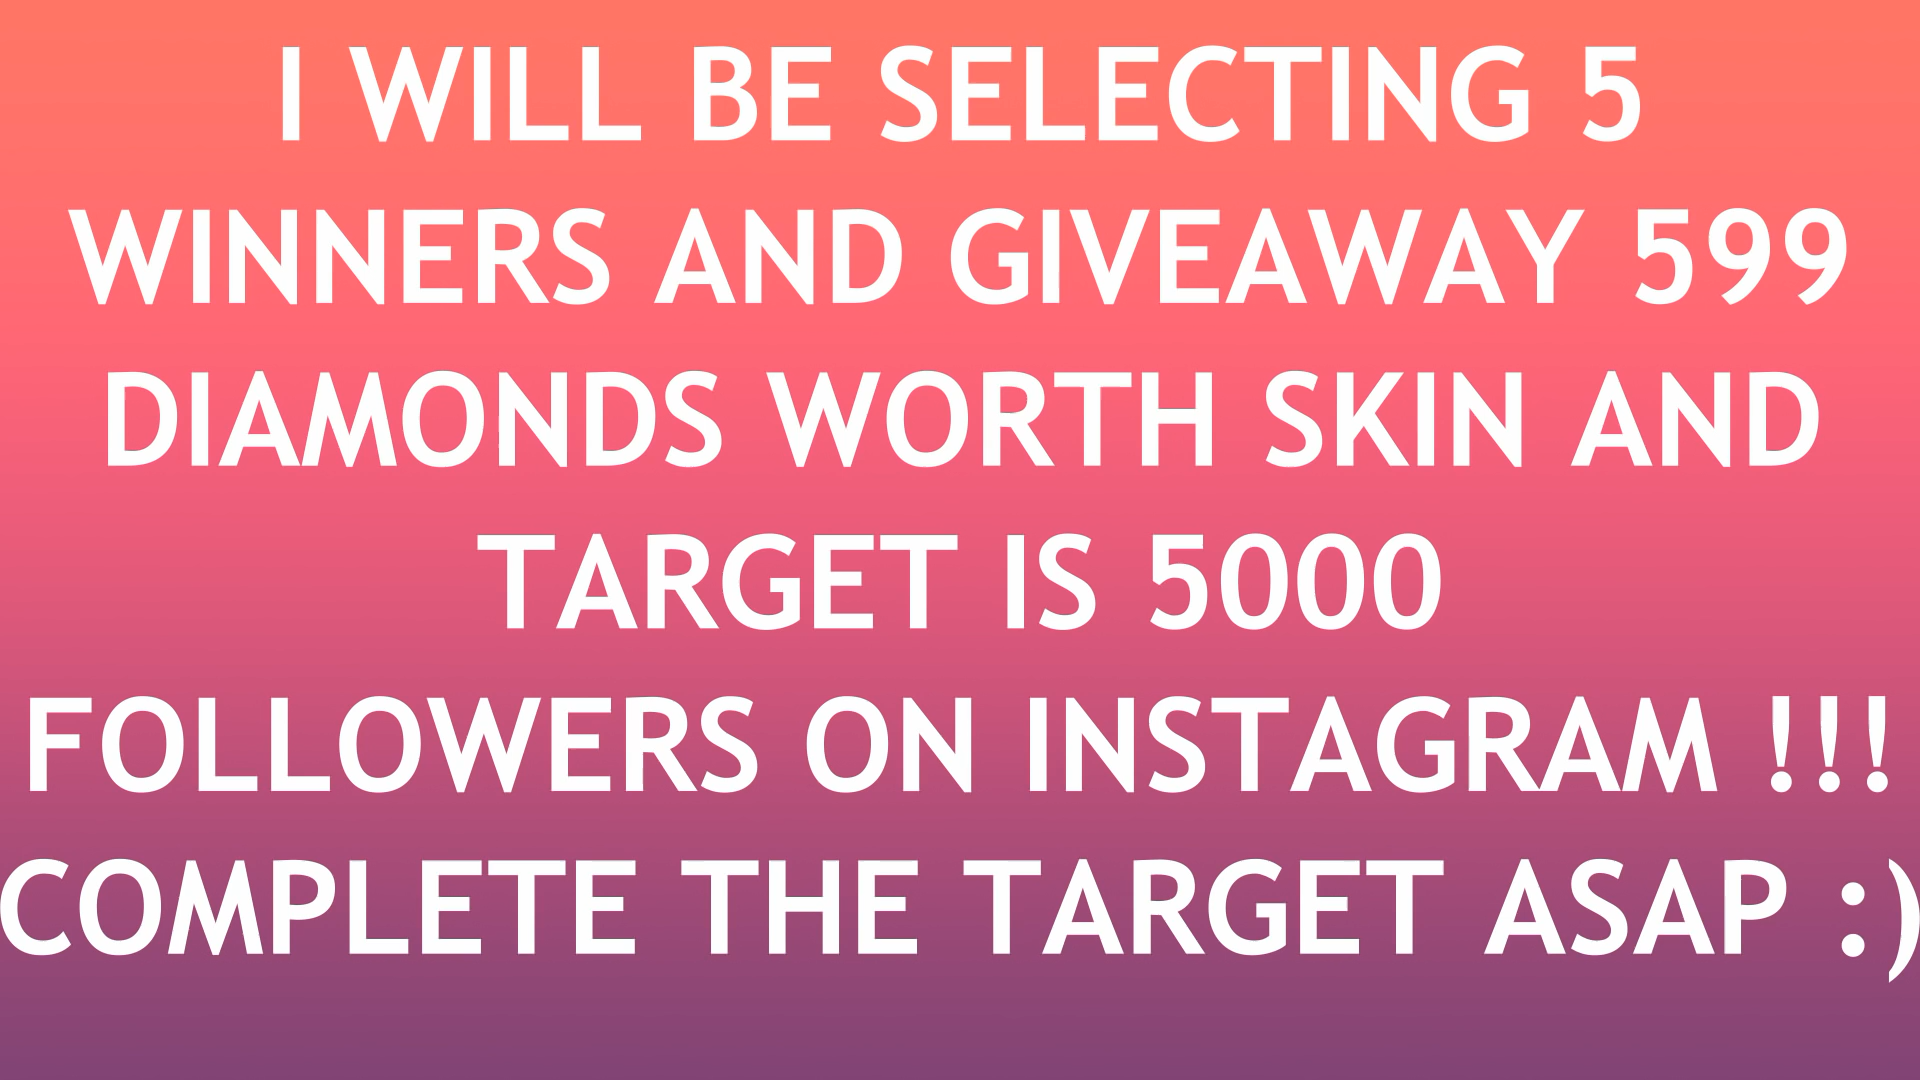 I WILL BE SELECTING 5
WINNERS AND GIVEAWAY 599
DIAMONDS WORTH SKIN AND
TARGET IS 5000
FOLLOWERS ON INSTAGRAM !!!
COMPLETE THE TARGET ASAP :)